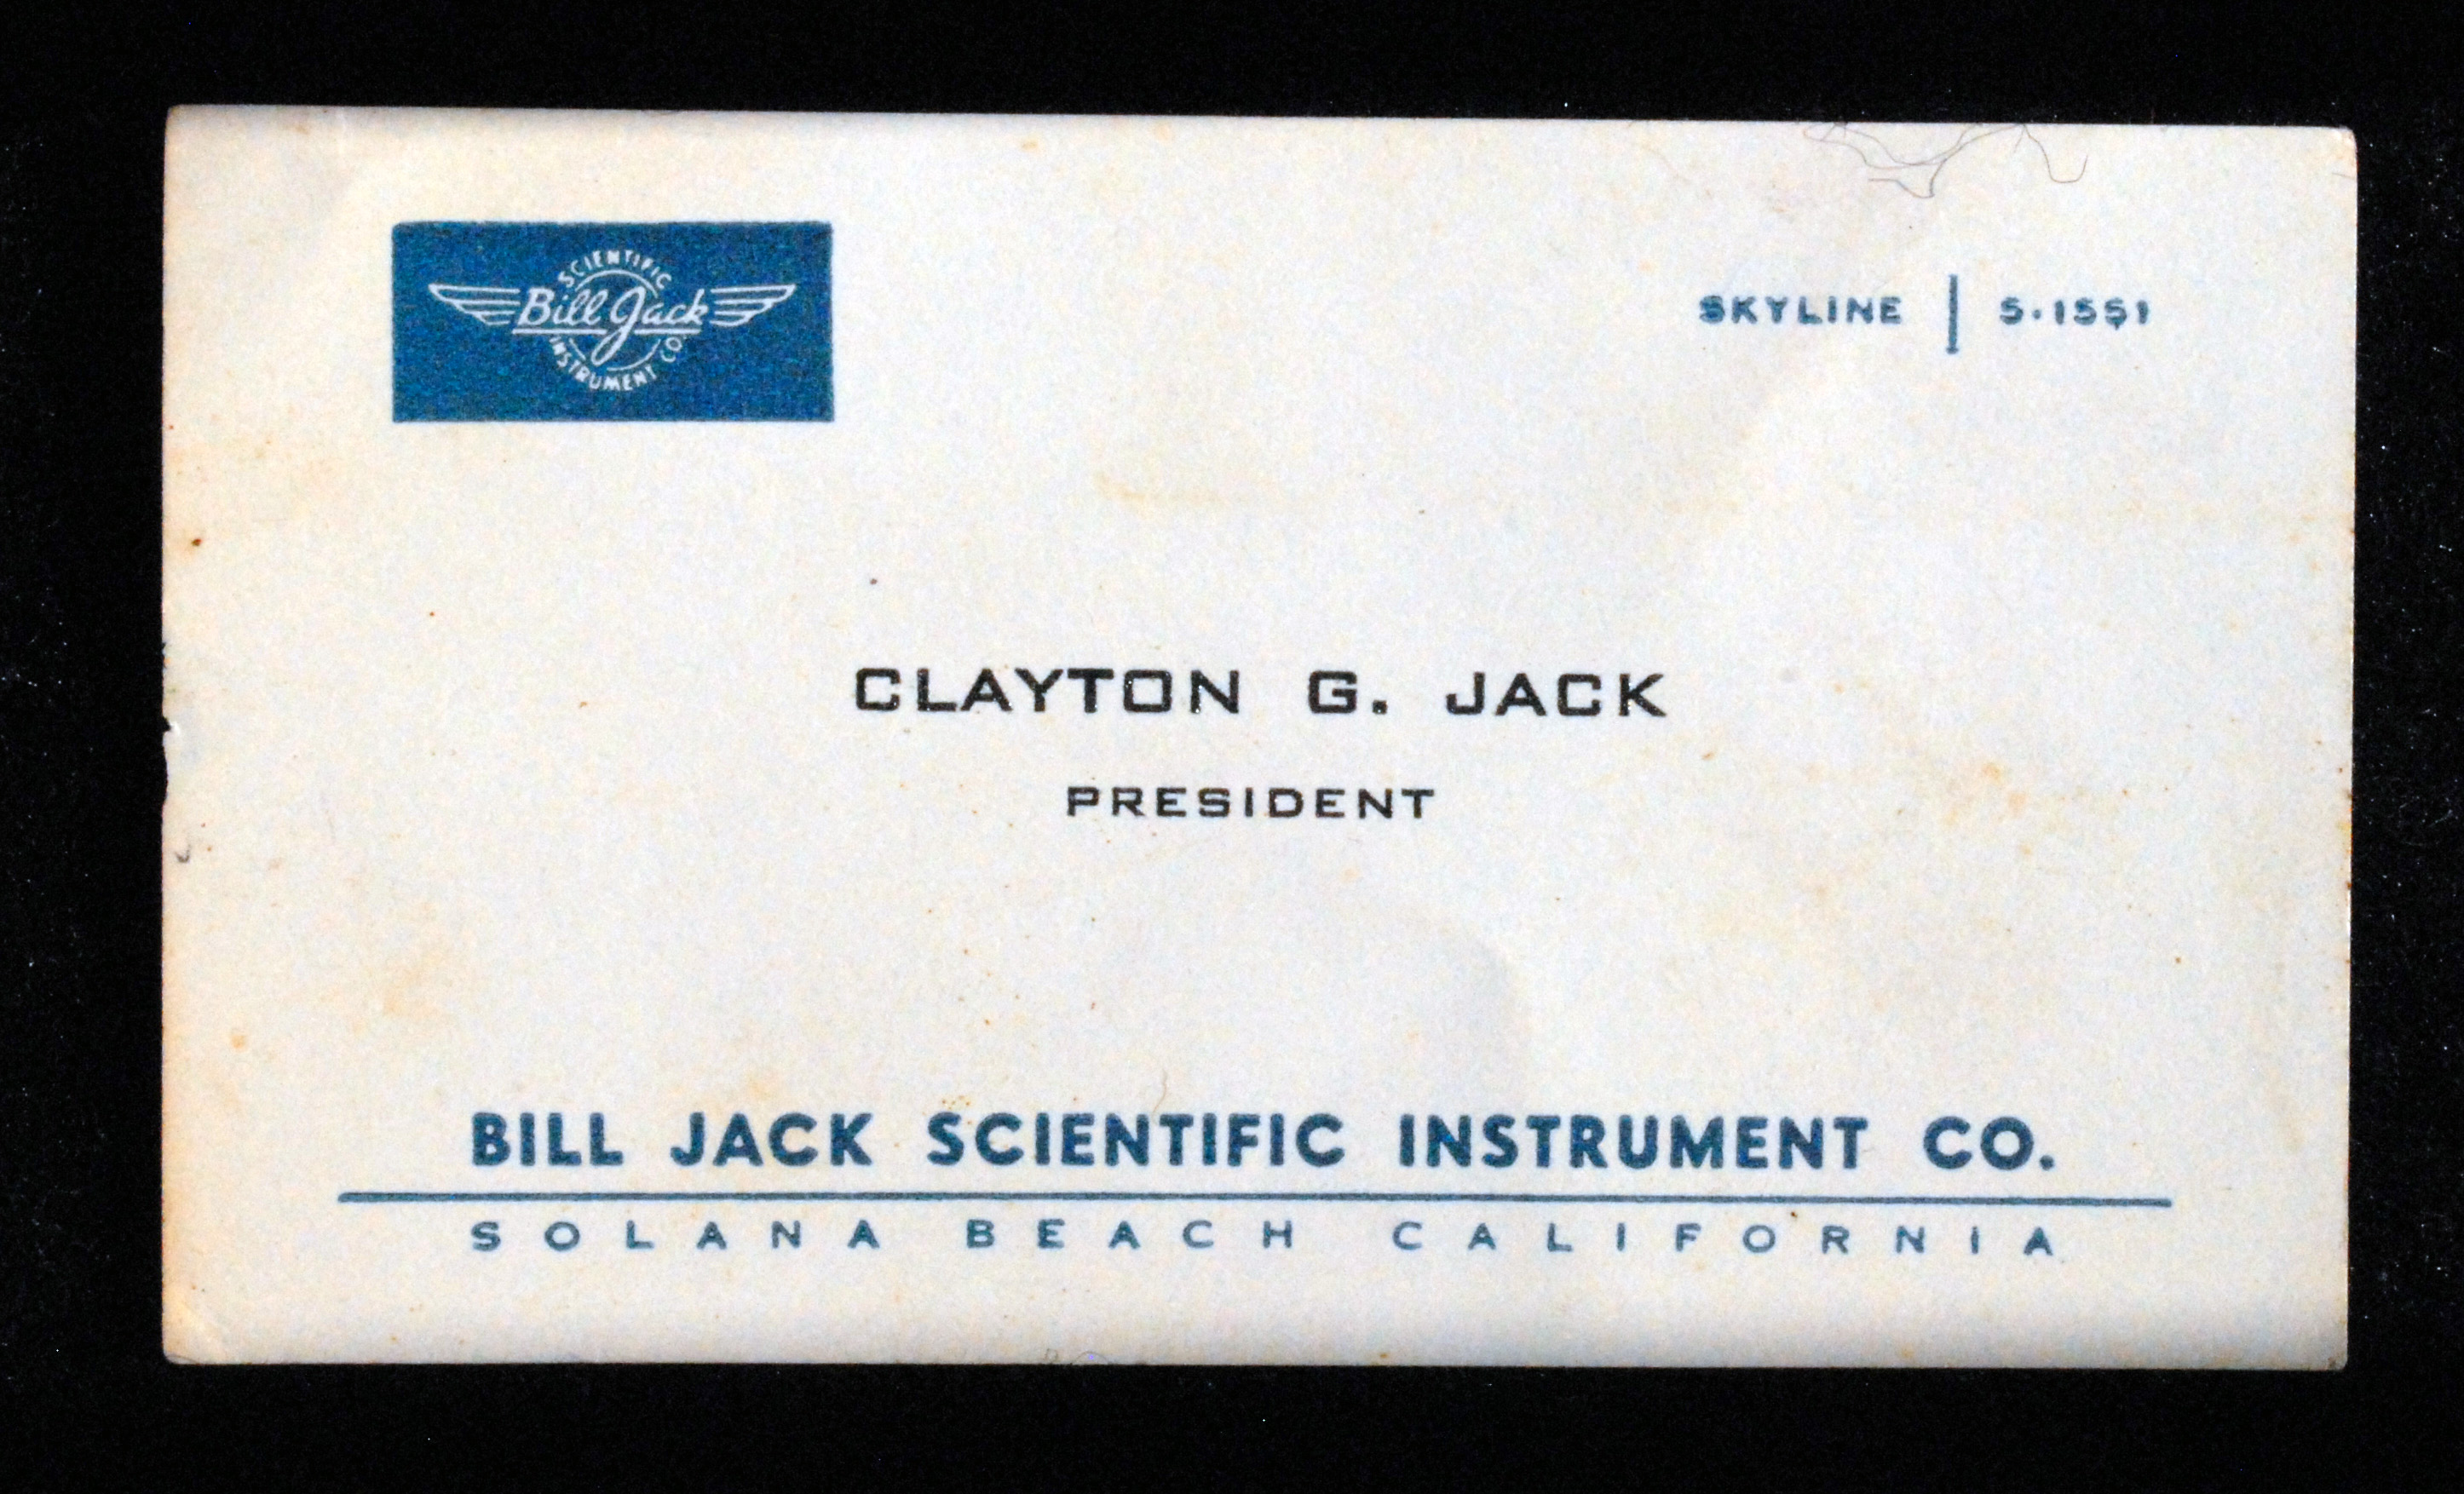 SCIENTIFIC
Bill Jack
INSTRUMENT CO.
SKYLINE | 5-1551
CLAYTON G. JACK
PRESIDENT
BILL JACK SCIENTIFIC INSTRUMENT CO.
SOLANA BEACH CALIFORNIA